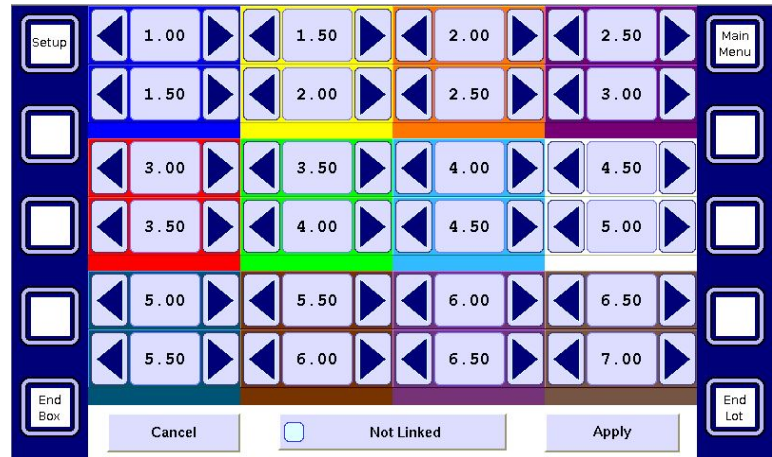 Setup
1.00 1.50 2.00 2.50
Main
Menu
1.50 2.00 2.50 3.00
3.00 3.50 4.00 4.50
3.50 4.00 4.50 5.00
5.00 5.50 6.00 6.50
5.50 6.00 6.50 7.00
End
Box
Cancel Not Linked Apply
End
Lot